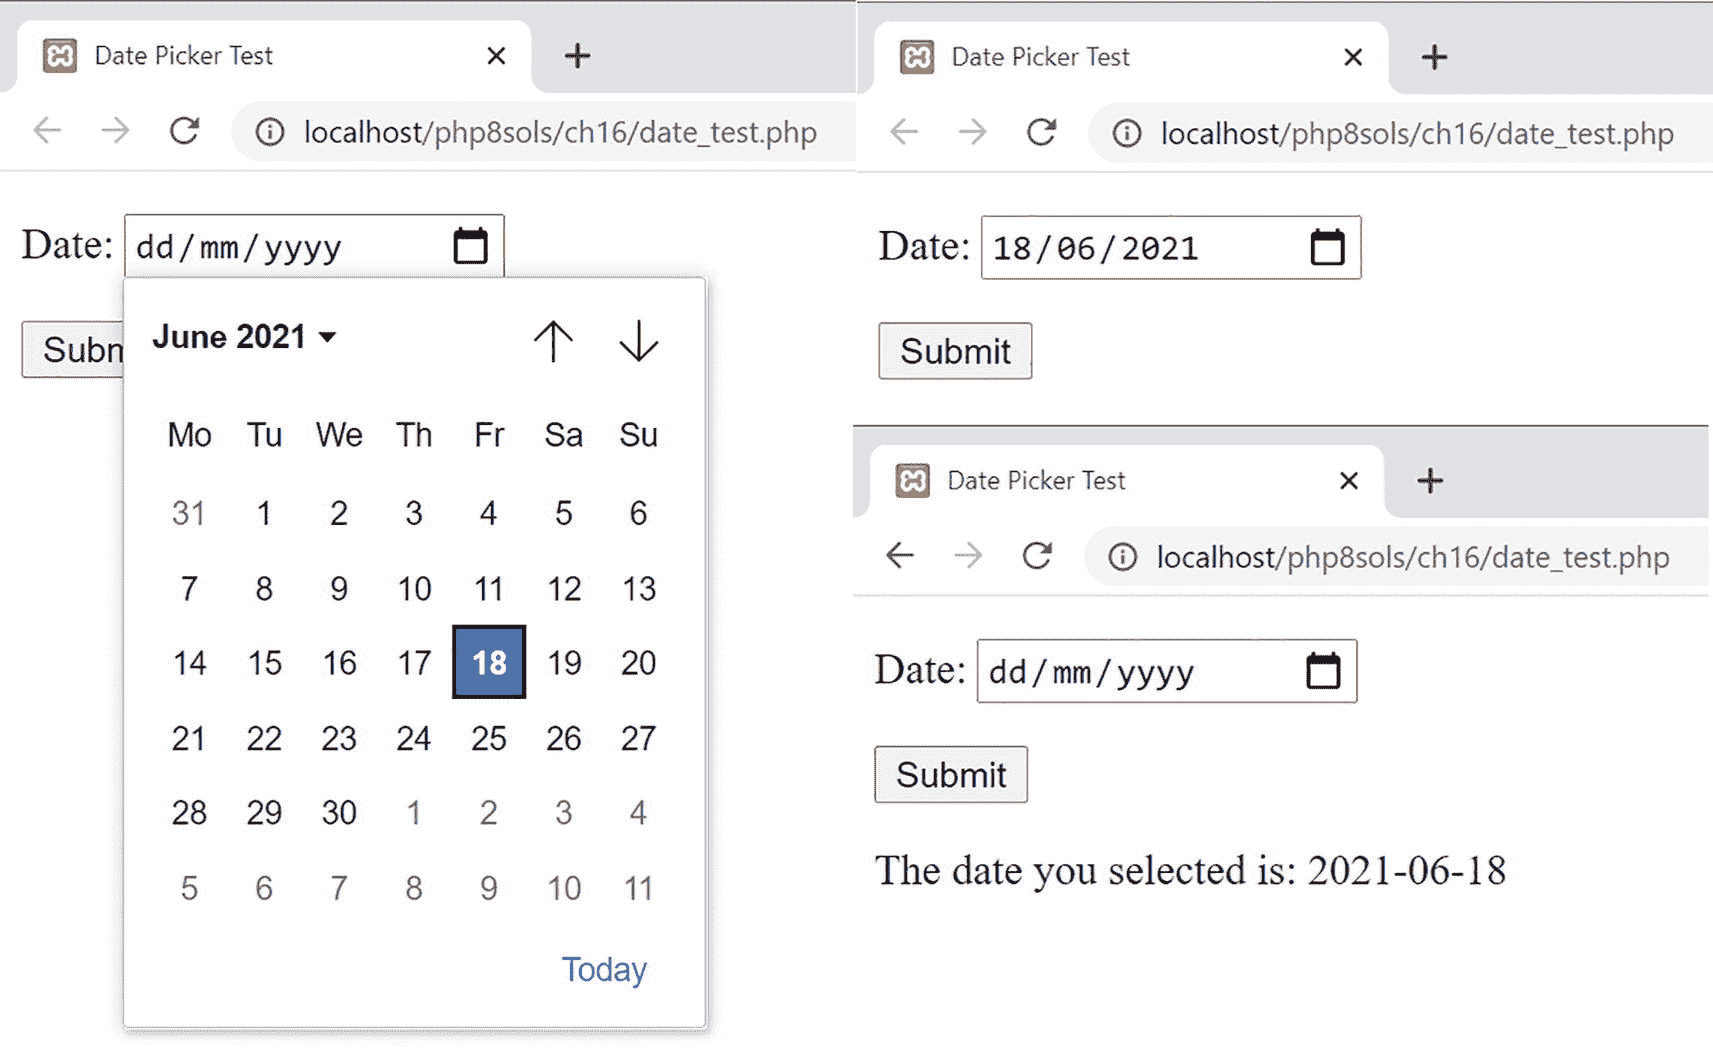 Date Picker Test
localhost/php8sols/ch16/date_test.php
Date: dd/mm/yyyy
Subm
June 2021
Mo Tu We Th Fr Sa Su
31 1 2 3 4 5 6
7 8 9 10 11 12 13
14 15 16 17 18 19 20
21 22 23 24 25 26 27
28 29 30 1 2 3 4
5 6 7 8 9 10 11
Today
Date Picker Test
localhost/php8sols/ch16/date_test.php
Date: 18/06/2021
Submit
Date Picker Test
localhost/php8sols/ch16/date_test.php
Date: dd/mm/yyyy
Submit
The date you selected is: 2021-06-18